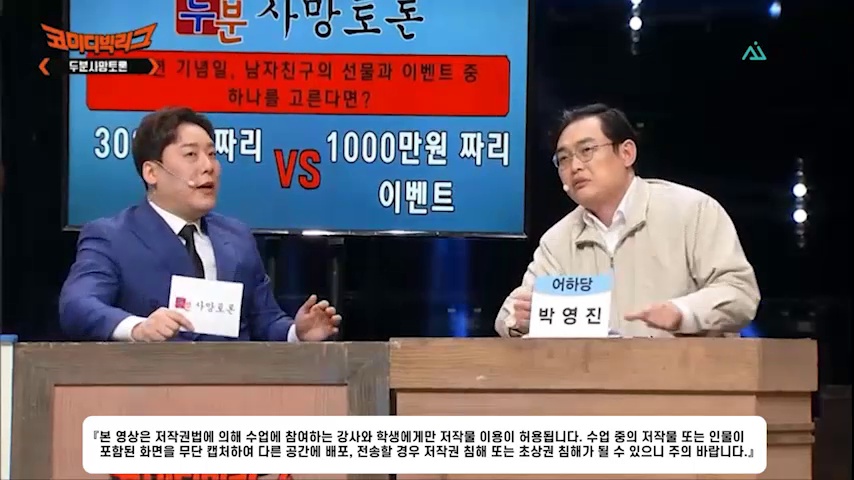 코미디빅리그
두분사망토론
두분 사망토론
번 기념일, 남자친구의 선물과 이벤트 중
하나를 고른다면?
짜리 VS 1000만원 짜리
이벤트
두분 사망토론
어하당
박영진
『본 영상은 저작권법에 의해 수업에 참여하는 강사와 학생에게만 저작물 이용이 허용됩니다. 수업 중의 저작물 또는 인물이
포함된 화면을 무단 캡처하여 다른 공간에 배포, 전송할 경우 저작권 침해 또는 초상권 침해가 될 수 있으니 주의 바랍니다.』